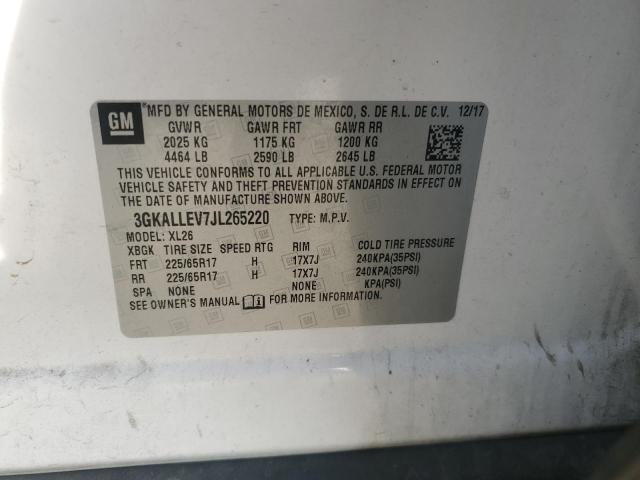 GM
MFD BY GENERAL MOTORS DE MEXICO, S. DE R.L. DE C.V. 12/17
GVWR GAWR FRT GAWR RR
2025 KG 1175 KG 1200 KG
4464 LB 2590 LB 2645 LB
THIS VEHICLE CONFORMS TO ALL APPLICABLE U.S. FEDERAL MOTOR
VEHICLE SAFETY AND THEFT PREVENTION STANDARDS IN EFFECT ON
THE DATE OF MANUFACTURE SHOWN ABOVE.
3GKALLEV7JL265220 TYPE: M.P.V.
MODEL: XL26
XBGK TIRE SIZE SPEED RTG RIM COLD TIRE PRESSURE
FRT 225/65R17 H 17X7J 240KPA(35PSI)
RR 225/65R17 H 17X7J 240KPA(35PSI)
SPA NONE NONE KPA(PSI)
SEE OWNER'S MANUAL FOR MORE INFORMATION